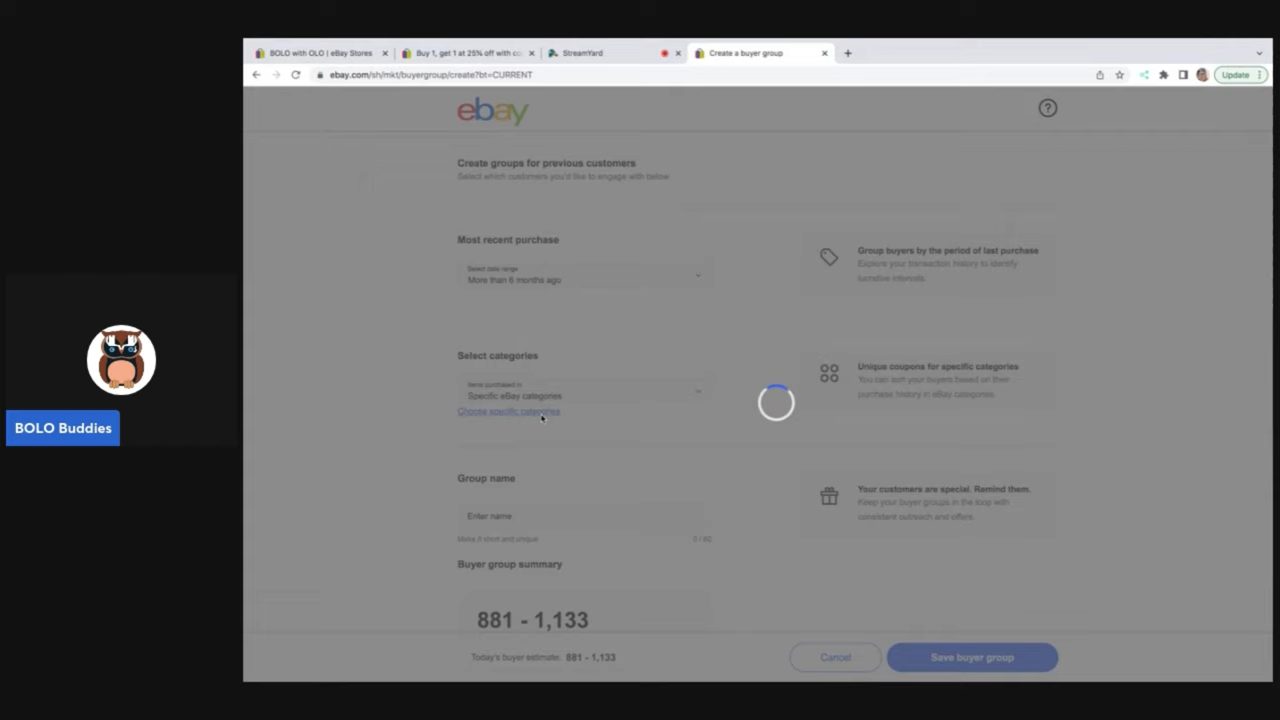 BOLO with OLO | eBay Stores
Buy 1, get 1 at 25% off with co
StreamYard
Create a buyer group
ebay.com/sh/mkt/buyergroup/create?bt=CURRENT
Update
ebay
Create groups for previous customers
Select which customers you'd like to engage with below
Most recent purchase
Select date range
More than 6 months ago
Group buyers by the period of last purchase
Explore your transaction history to identify
lucrative intervals.
Select categories
Items purchased in
Specific eBay categories
Choose specific categories
Unique coupons for specific categories
You can sort your buyers based on their
purchase history in eBay categories.
BOLO Buddies
Group name
Enter name
Make it short and unique
0 / 60
Your customers are special. Remind them.
Keep your buyer groups in the loop with
consistent outreach and offers.
Buyer group summary
881 - 1,133
Today's buyer estimate: 881 - 1,133
Cancel
Save buyer group